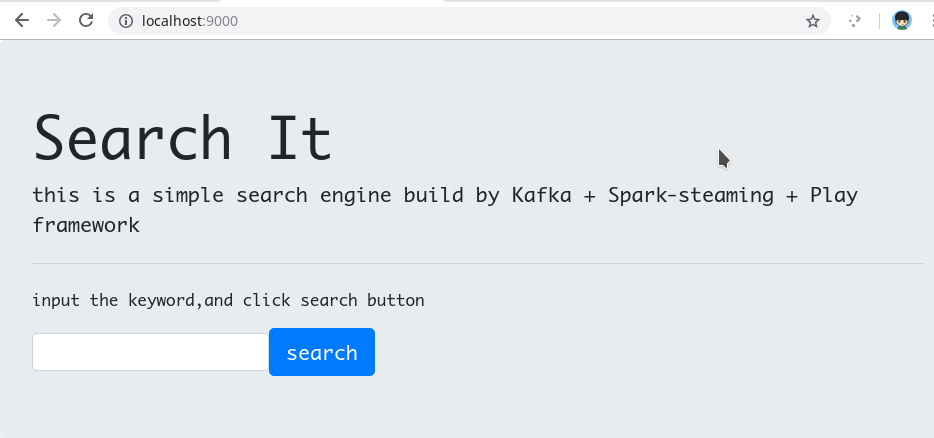 localhost:9000
Search It
this is a simple search engine build by Kafka + Spark-steaming + Play
framework
input the keyword,and click search button
search